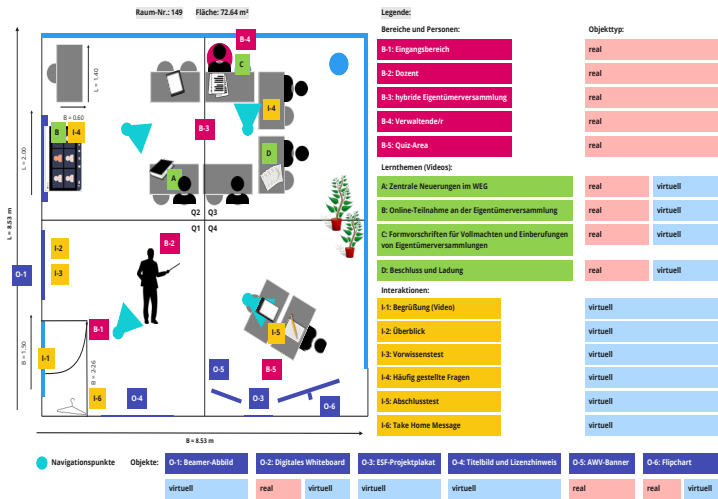 Raum-Nr.: 149 Fläche: 72.64 m²
B-4
C
L = 1.40
B = 0.60
B
I-4
I-4
B-3
D
A
L = 2.00
L = 8.53 m
Q2 Q3
Q1 Q4
B-2
I-2
I-3
O-1
B-1
I-1
B = 1.50
B = 2-26
I-6
O-4
I-5
O-5
B-5
O-3
O-6
B = 8.53 m
Legende:
Bereiche und Personen: Objekttyp:
B-1: Eingangsbereich real
B-2: Dozent real
B-3: hybride Eigentümerversammlung real
B-4: Verwaltende/r real
B-5: Quiz-Area real
Lernthemen (Videos):
A: Zentrale Neuerungen im WEG real virtuell
B: Online-Teilnahme an der Eigentümerversammlung real virtuell
C: Formvorschriften für Vollmachten und Einberufungen real virtuell
von Eigentümerversammlungen
D: Beschluss und Ladung real virtuell
Interaktionen:
I-1: Begrüßung (Video) virtuell
I-2: Überblick virtuell
I-3: Vorwissenstest virtuell
I-4: Häufig gestellte Fragen virtuell
I-5: Abschlusstest virtuell
I-6: Take Home Message virtuell
Navigationspunkte Objekte: O-1: Beamer-Abbild O-2: Digitales Whiteboard O-3: ESF-Projektplakat O-4: Titelbild und Lizenzhinweis O-5: AWV-Banner O-6: Flipchart
virtuell real virtuell virtuell virtuell real real virtuell